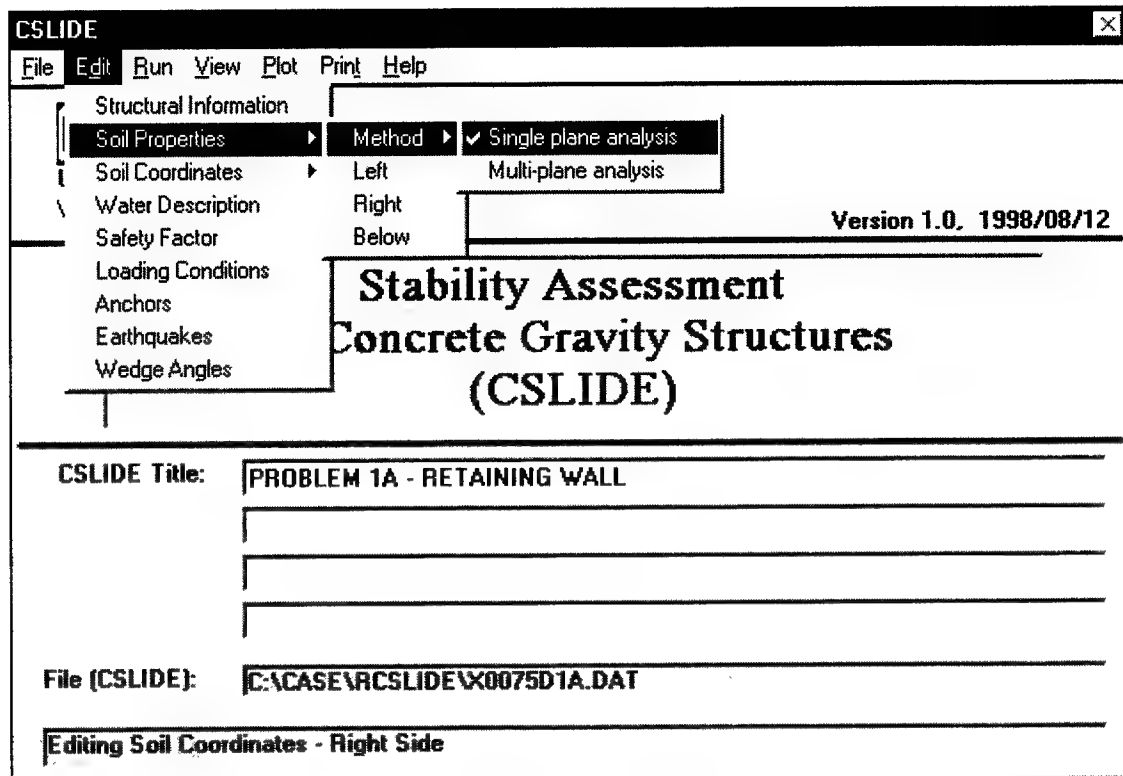 CSLIDE
File Edit Run View Plot Print Help
Structural Information
Soil Properties Method ✓ Single plane analysis
Soil Coordinates Left Multi-plane analysis
Water Description Right
Version 1.0, 1998/08/12
Safety Factor Below
Loading Conditions
Stability Assessment
Anchors
Earthquakes
Concrete Gravity Structures
Wedge Angles
(CSLIDE)
CSLIDE Title: PROBLEM 1A - RETAINING WALL
File (CSLIDE): C:\CASE\RCSLIDE\X0075D1A.DAT
Editing Soil Coordinates - Right Side